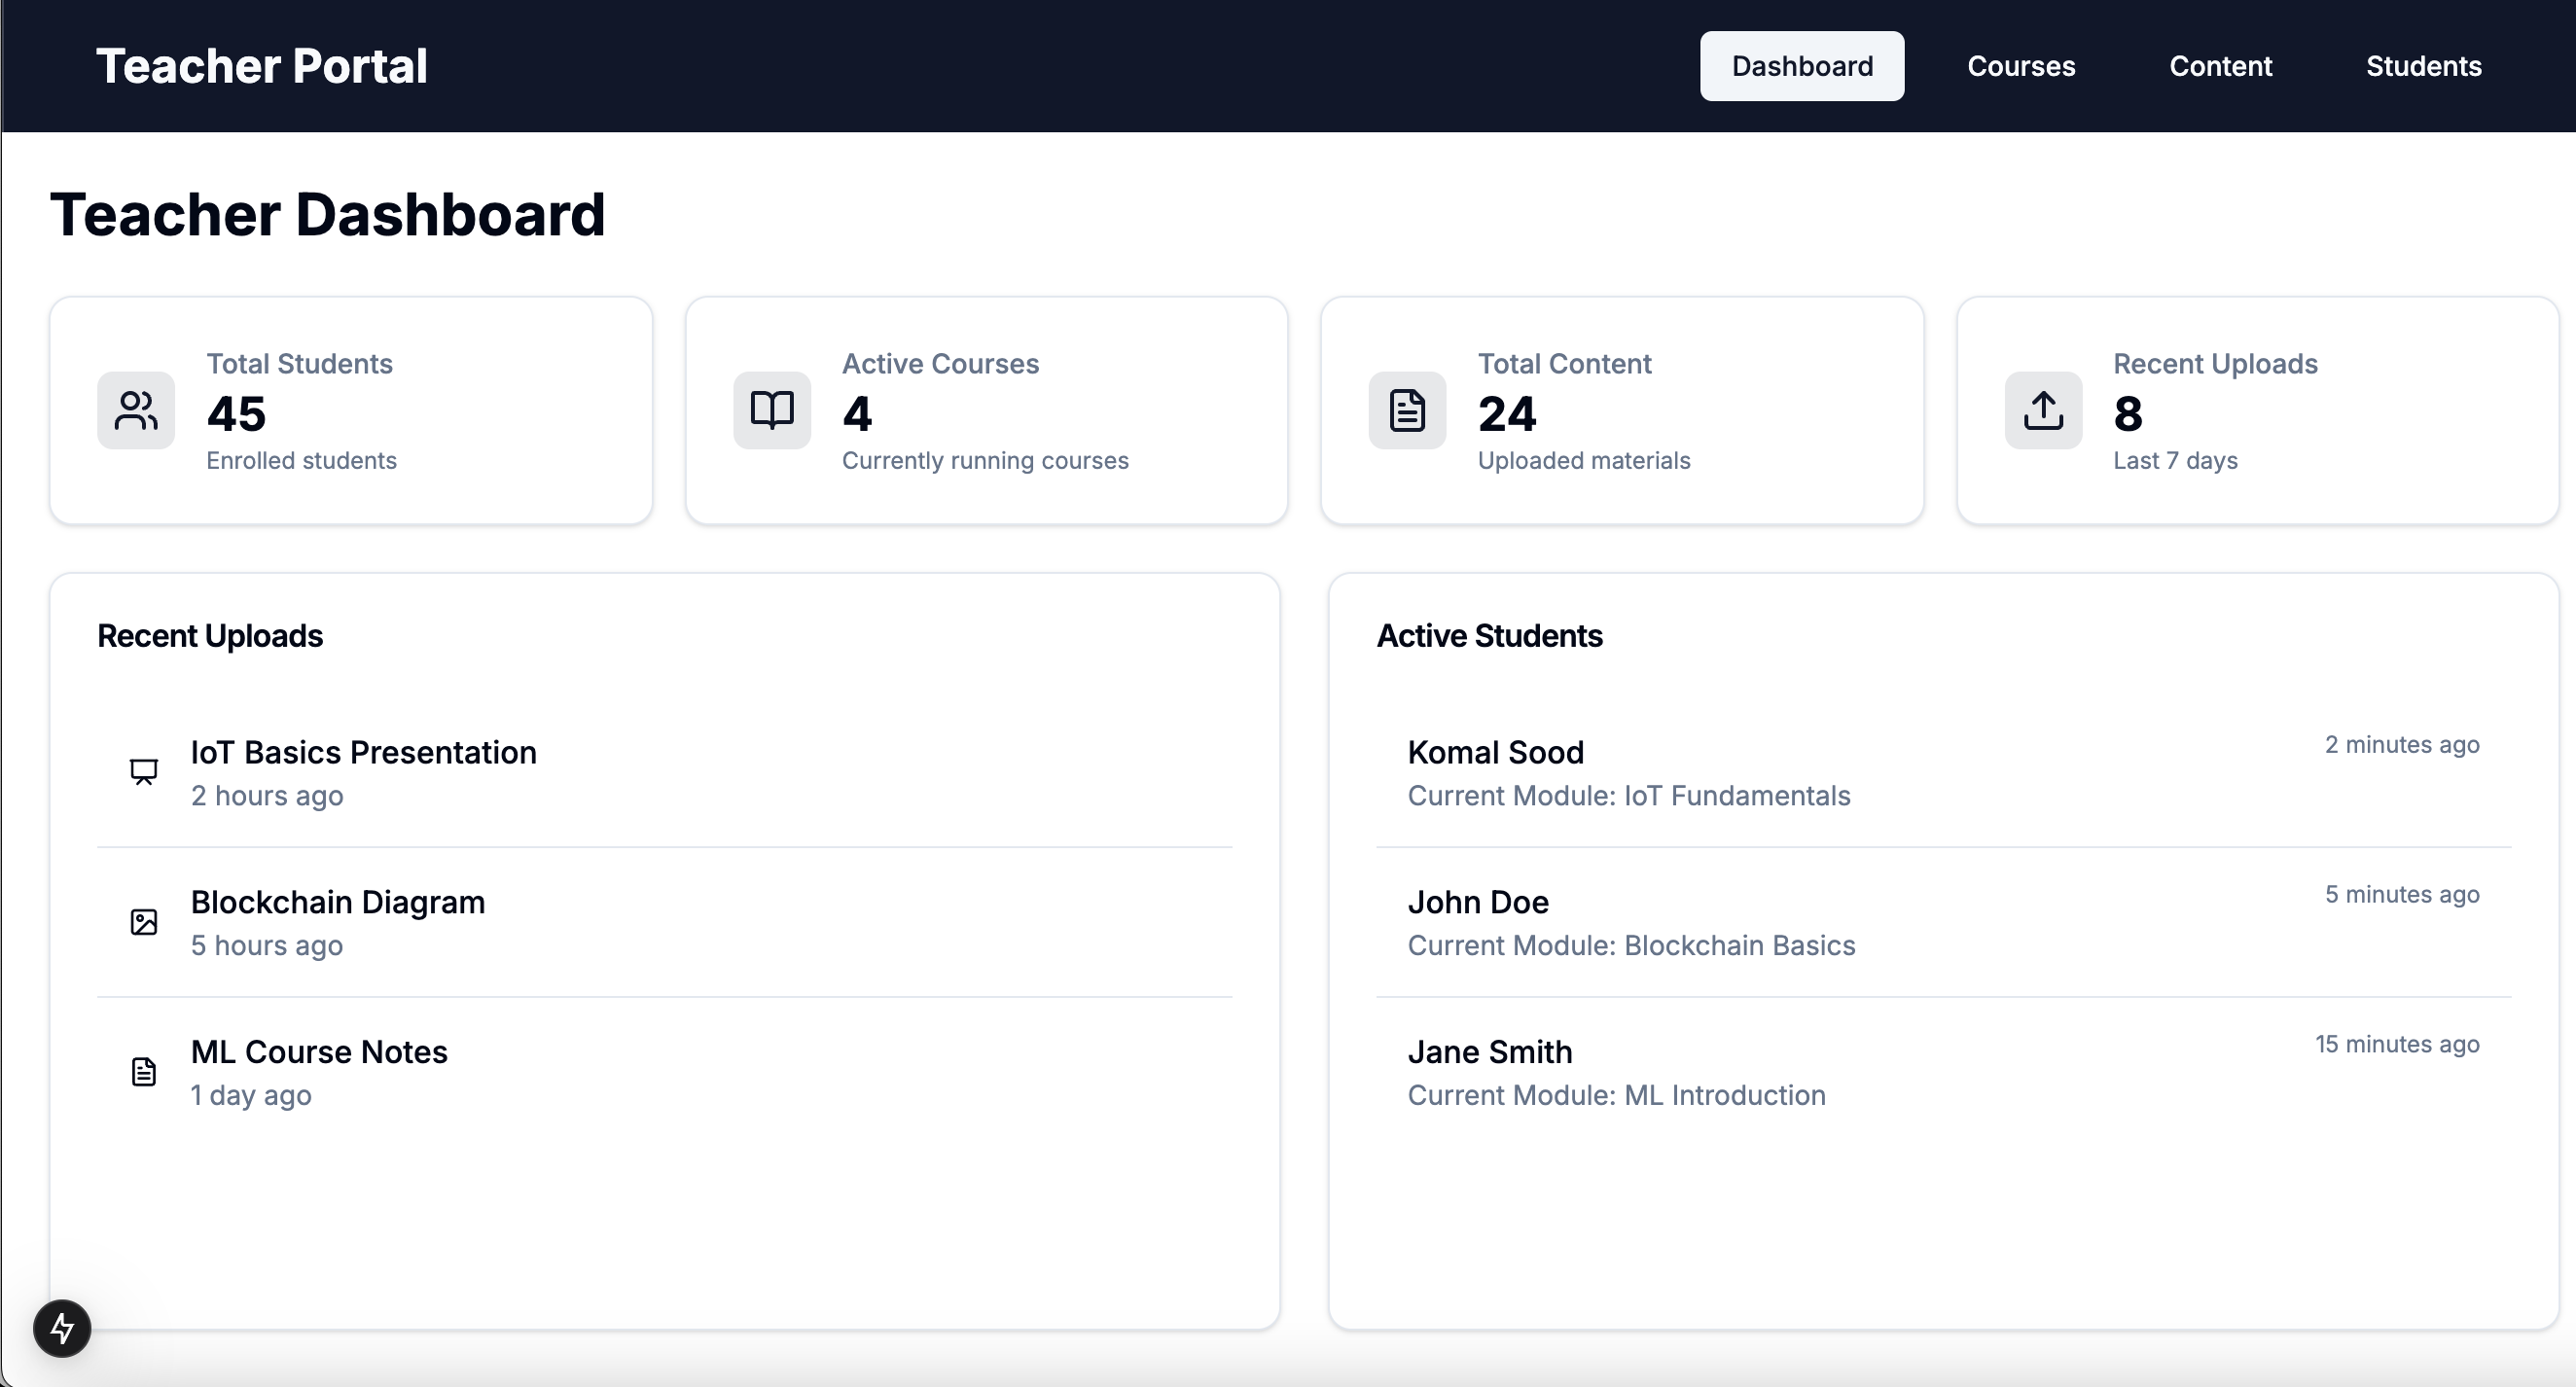 Teacher Portal
Dashboard
Courses
Content
Students
Teacher Dashboard
Total Students
45
Enrolled students
Active Courses
4
Currently running courses
Total Content
24
Uploaded materials
Recent Uploads
8
Last 7 days
Recent Uploads
IoT Basics Presentation
2 hours ago
Blockchain Diagram
5 hours ago
ML Course Notes
1 day ago
Active Students
Komal Sood
2 minutes ago
Current Module: IoT Fundamentals
John Doe
5 minutes ago
Current Module: Blockchain Basics
Jane Smith
15 minutes ago
Current Module: ML Introduction